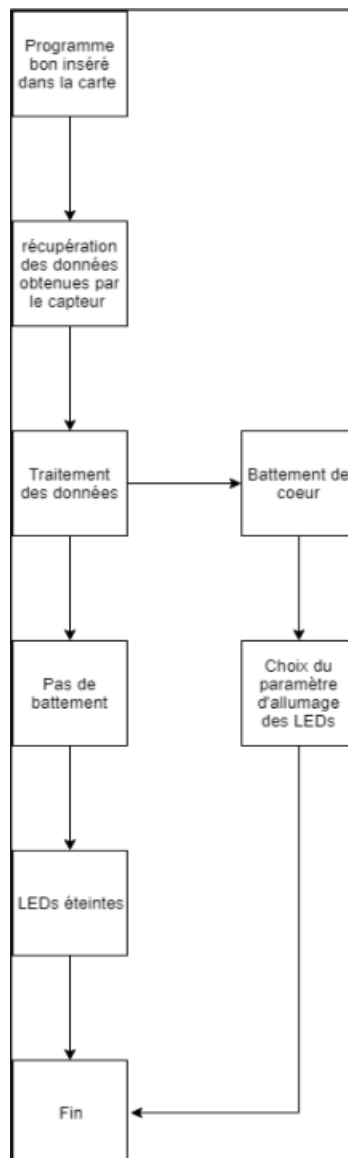 Programme
bon inséré
dans la carte
récupération
des données
obtenues par
le capteur
Traitement
des données
Battement de
coeur
Pas de
battement
Choix du
paramètre
d'allumage
des LEDs
LEDs éteintes
Fin